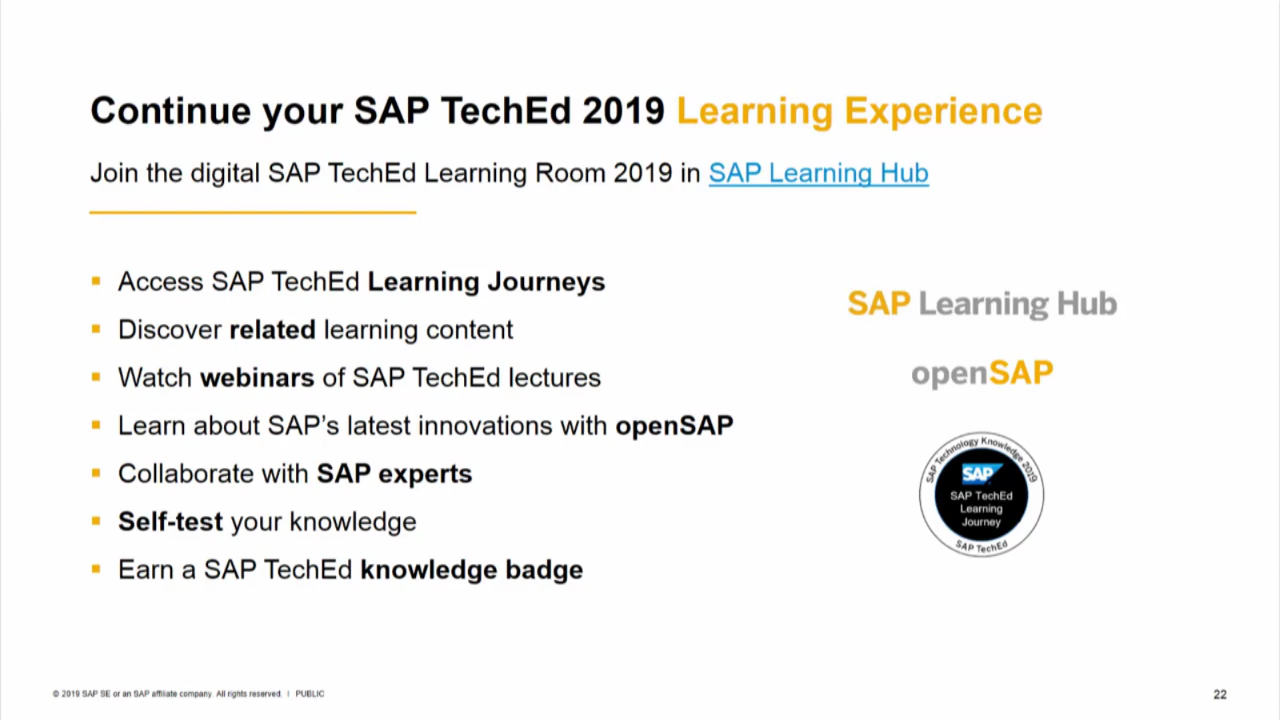 Continue your SAP TechEd 2019 Learning Experience
Join the digital SAP TechEd Learning Room 2019 in SAP Learning Hub
▪ Access SAP TechEd Learning Journeys
▪ Discover related learning content
▪ Watch webinars of SAP TechEd lectures
▪ Learn about SAP’s latest innovations with openSAP
▪ Collaborate with SAP experts
▪ Self-test your knowledge
▪ Earn a SAP TechEd knowledge badge
SAP Learning Hub
openSAP
SAP Technology Knowledge 2019
SAP
SAP TechEd
Learning
Journey
SAP TechEd
© 2019 SAP SE or an SAP affiliate company. All rights reserved. I PUBLIC
22